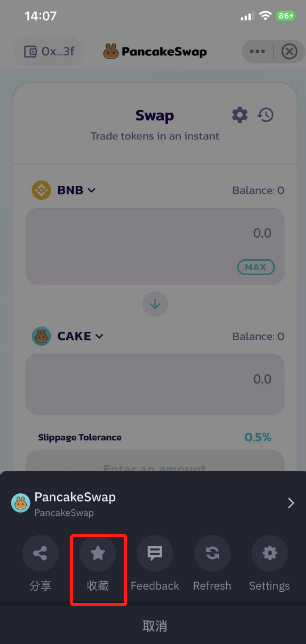 14:07
86+
0x...3f
PancakeSwap
Swap
Trade tokens in an instant
BNB
Balance: 0
0.0
MAX
CAKE
Balance: 0
0.0
Slippage Tolerance
0.5%
Enter an amount
PancakeSwap
PancakeSwap
分享
收藏
Feedback
Refresh
Settings
取消